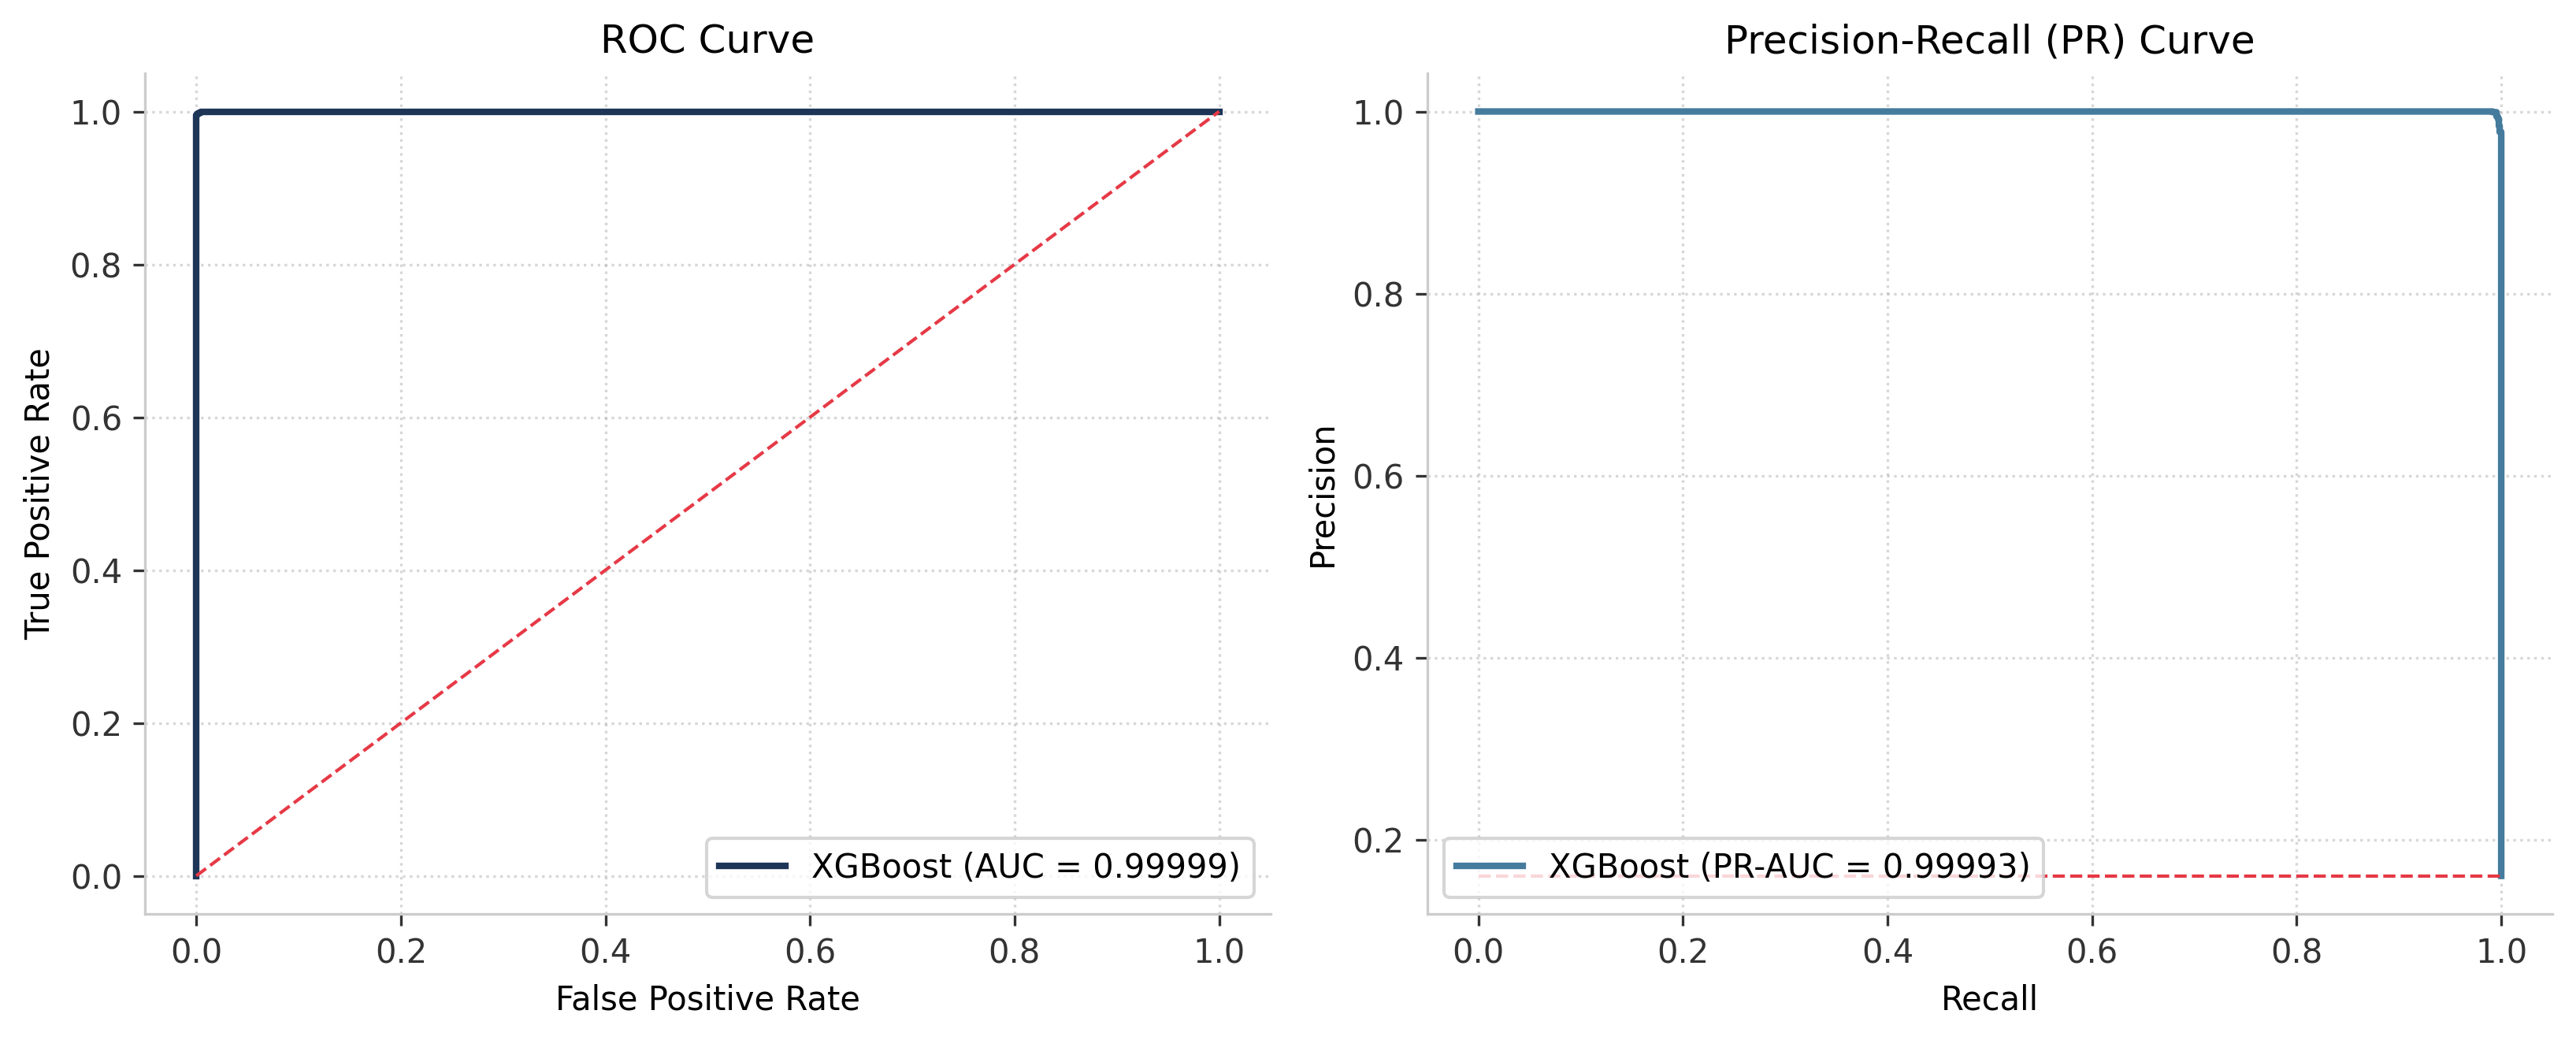 ROC Curve
True Positive Rate
1.0
0.8
0.6
0.4
0.2
0.0
XGBoost (AUC = 0.99999)
0.0 0.2 0.4 0.6 0.8 1.0
False Positive Rate
Precision-Recall (PR) Curve
Precision
1.0
0.8
0.6
0.4
0.2
XGBoost (PR-AUC = 0.99993)
0.0 0.2 0.4 0.6 0.8 1.0
Recall